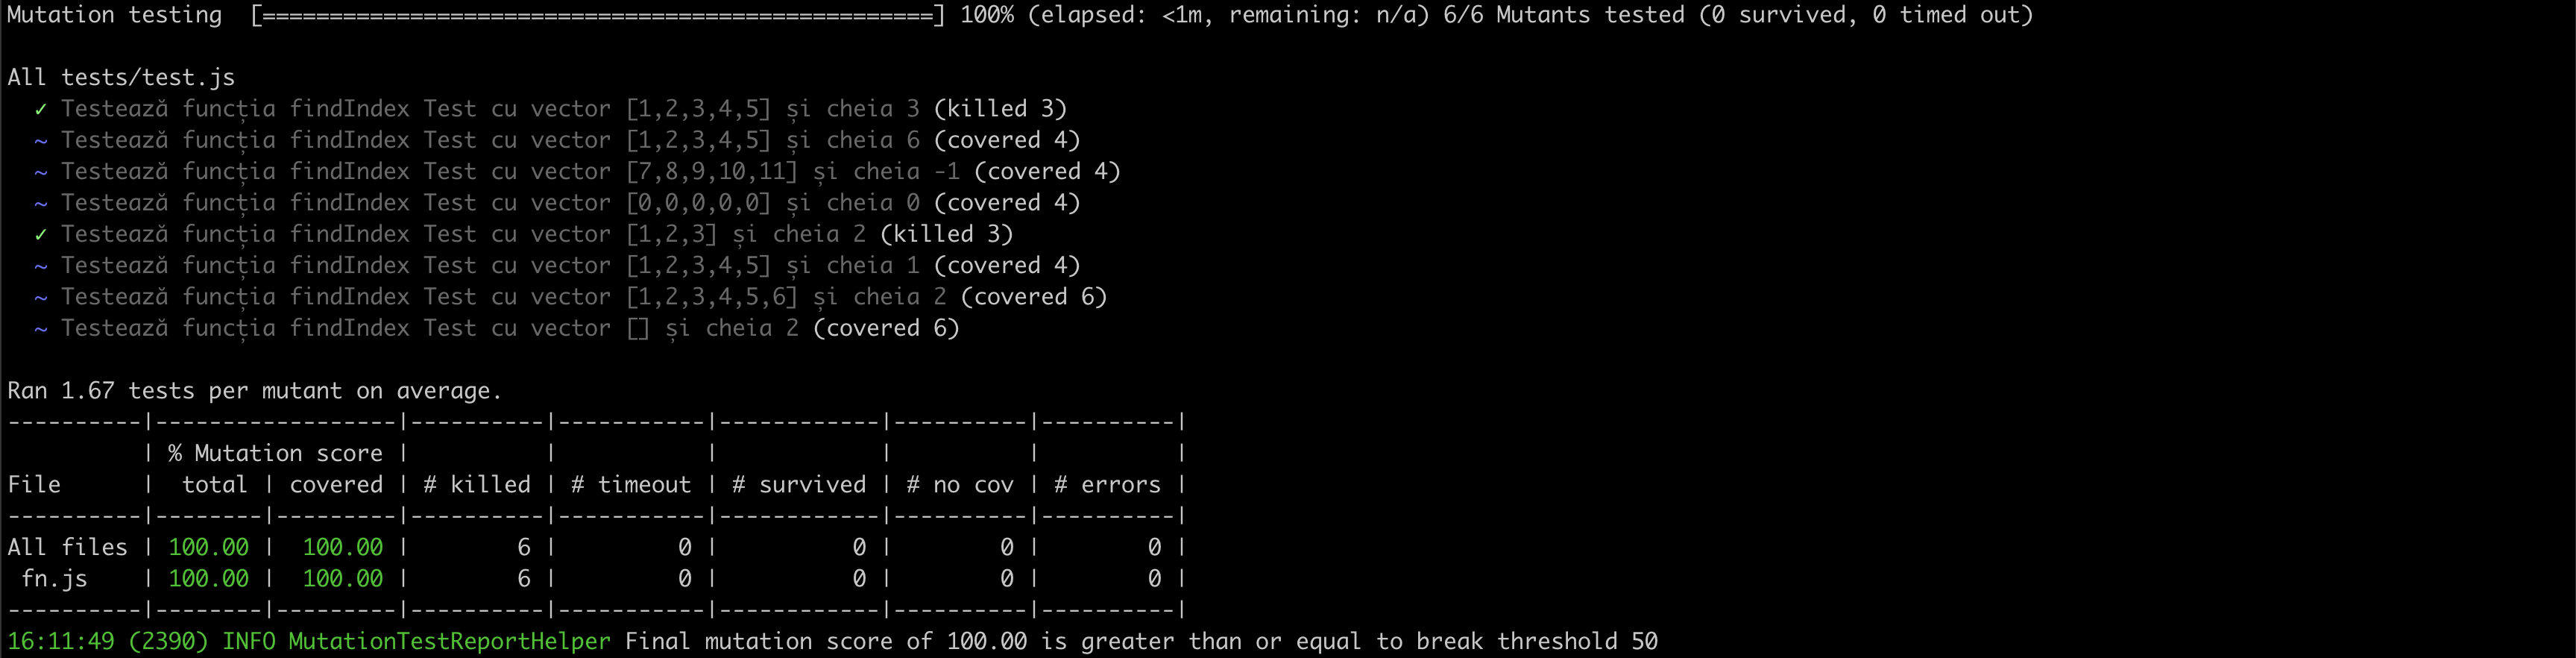 Mutation testing  [==================================================] 100% (elapsed: <1m, remaining: n/a) 6/6 Mutants tested (0 survived, 0 timed out)
All tests/test.js
  ✓ Testează funcția findIndex Test cu vector [1,2,3,4,5] și cheia 3 (killed 3)
  ~ Testează funcția findIndex Test cu vector [1,2,3,4,5] și cheia 6 (covered 4)
  ~ Testează funcția findIndex Test cu vector [7,8,9,10,11] și cheia -1 (covered 4)
  ~ Testează funcția findIndex Test cu vector [0,0,0,0,0] și cheia 0 (covered 4)
  ✓ Testează funcția findIndex Test cu vector [1,2,3] și cheia 2 (killed 3)
  ~ Testează funcția findIndex Test cu vector [1,2,3,4,5] și cheia 1 (covered 4)
  ~ Testează funcția findIndex Test cu vector [1,2,3,4,5,6] și cheia 2 (covered 6)
  ~ Testează funcția findIndex Test cu vector [] și cheia 2 (covered 6)
Ran 1.67 tests per mutant on average.
----------|------------------|----------|-----------|------------|----------|----------|
          | % Mutation score |          |           |            |          |          |
File      |  total | covered | # killed | # timeout | # survived | # no cov | # errors |
----------|--------|---------|----------|-----------|------------|----------|----------|
All files | 100.00 |  100.00 |        6 |         0 |          0 |        0 |        0 |
 fn.js    | 100.00 |  100.00 |        6 |         0 |          0 |        0 |        0 |
----------|--------|---------|----------|-----------|------------|----------|----------|
16:11:49 (2390) INFO MutationTestReportHelper Final mutation score of 100.00 is greater than or equal to break threshold 50